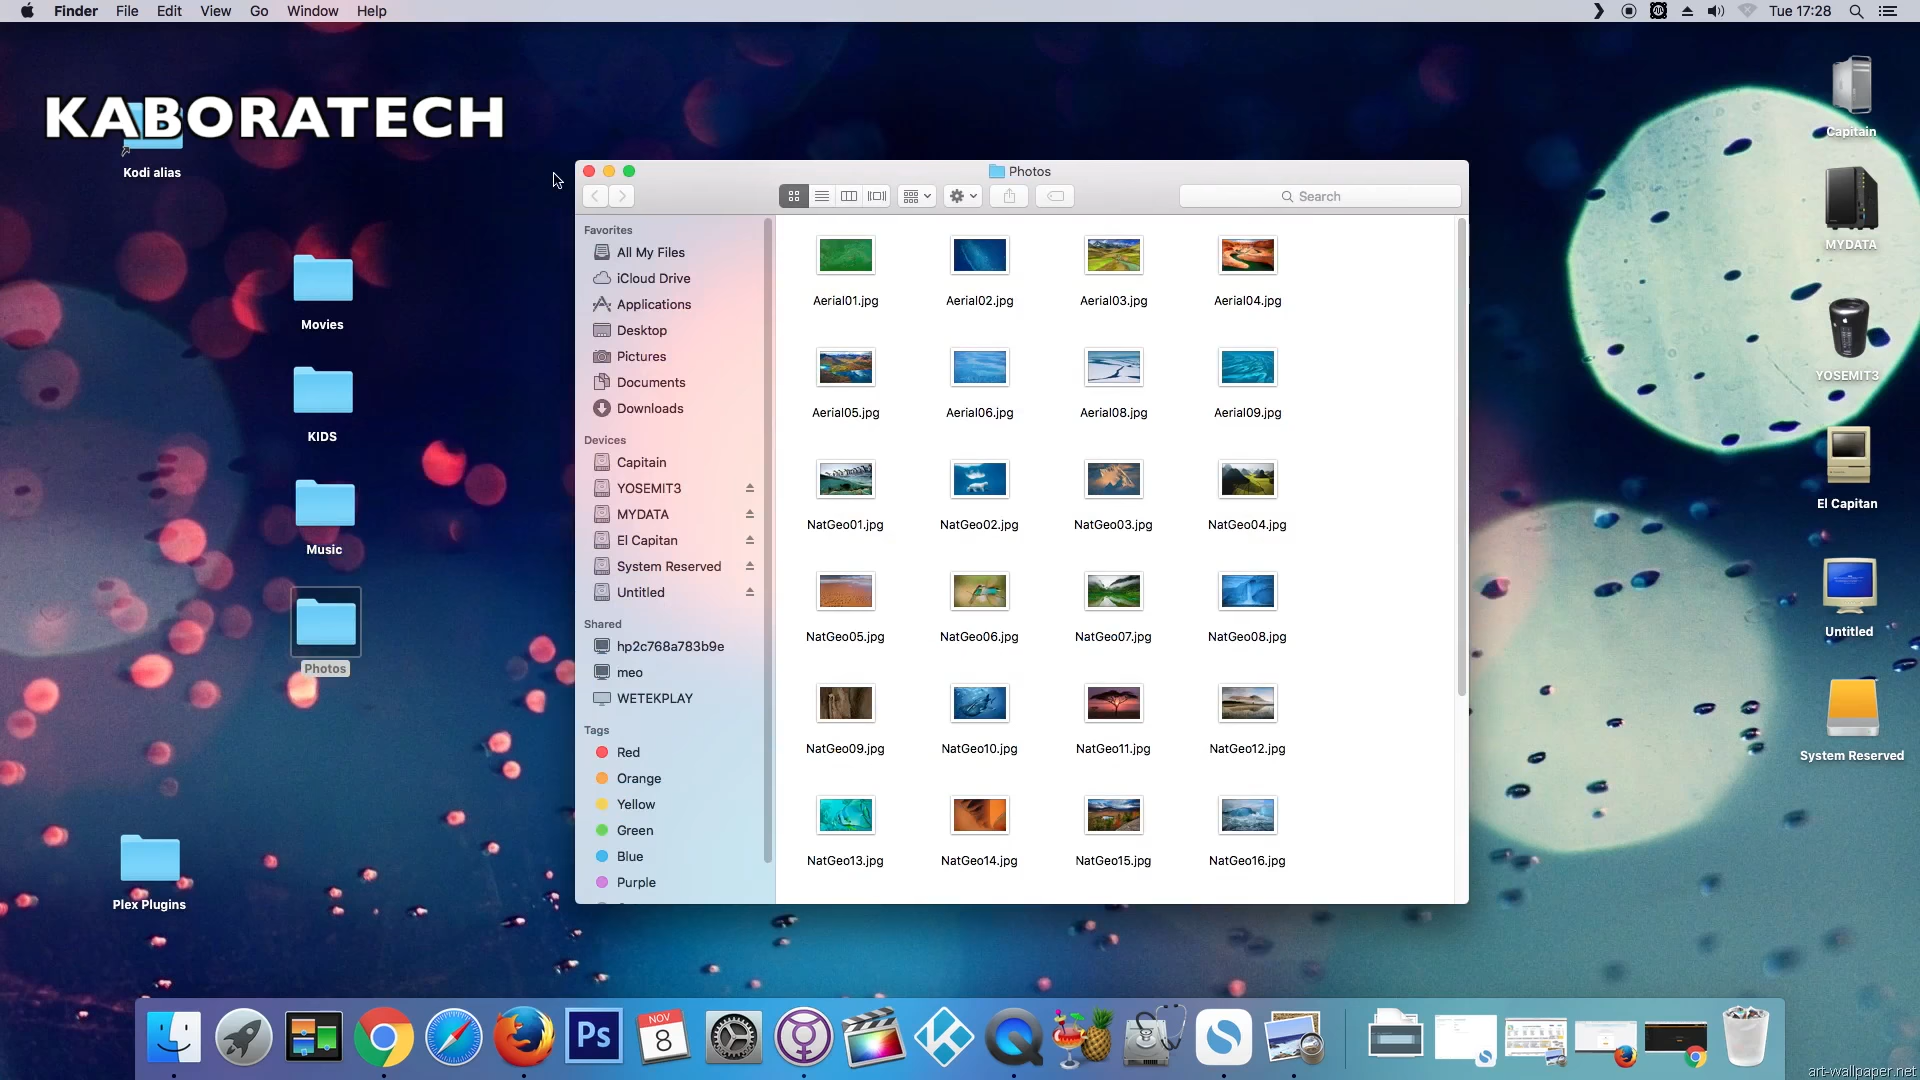 Finder File Edit View Go Window Help
Tue 17:28
KABORATECH
Kodi alias
Movies
KIDS
Music
Photos
Plex Plugins
Photos
Search
Favorites
All My Files
iCloud Drive
Applications
Desktop
Pictures
Documents
Downloads
Devices
Capitain
YOSEMIT3
MYDATA
El Capitan
System Reserved
Untitled
Shared
hp2c768a783b9e
meo
WETEKPLAY
Tags
Red
Orange
Yellow
Green
Blue
Purple
Aerial01.jpg Aerial02.jpg Aerial03.jpg Aerial04.jpg
Aerial05.jpg Aerial06.jpg Aerial08.jpg Aerial09.jpg
NatGeo01.jpg NatGeo02.jpg NatGeo03.jpg NatGeo04.jpg
NatGeo05.jpg NatGeo06.jpg NatGeo07.jpg NatGeo08.jpg
NatGeo09.jpg NatGeo10.jpg NatGeo11.jpg NatGeo12.jpg
NatGeo13.jpg NatGeo14.jpg NatGeo15.jpg NatGeo16.jpg
Capitain
MYDATA
YOSEMIT3
El Capitan
Untitled
System Reserved
Ps
NOV
8
art-wallpaper.net